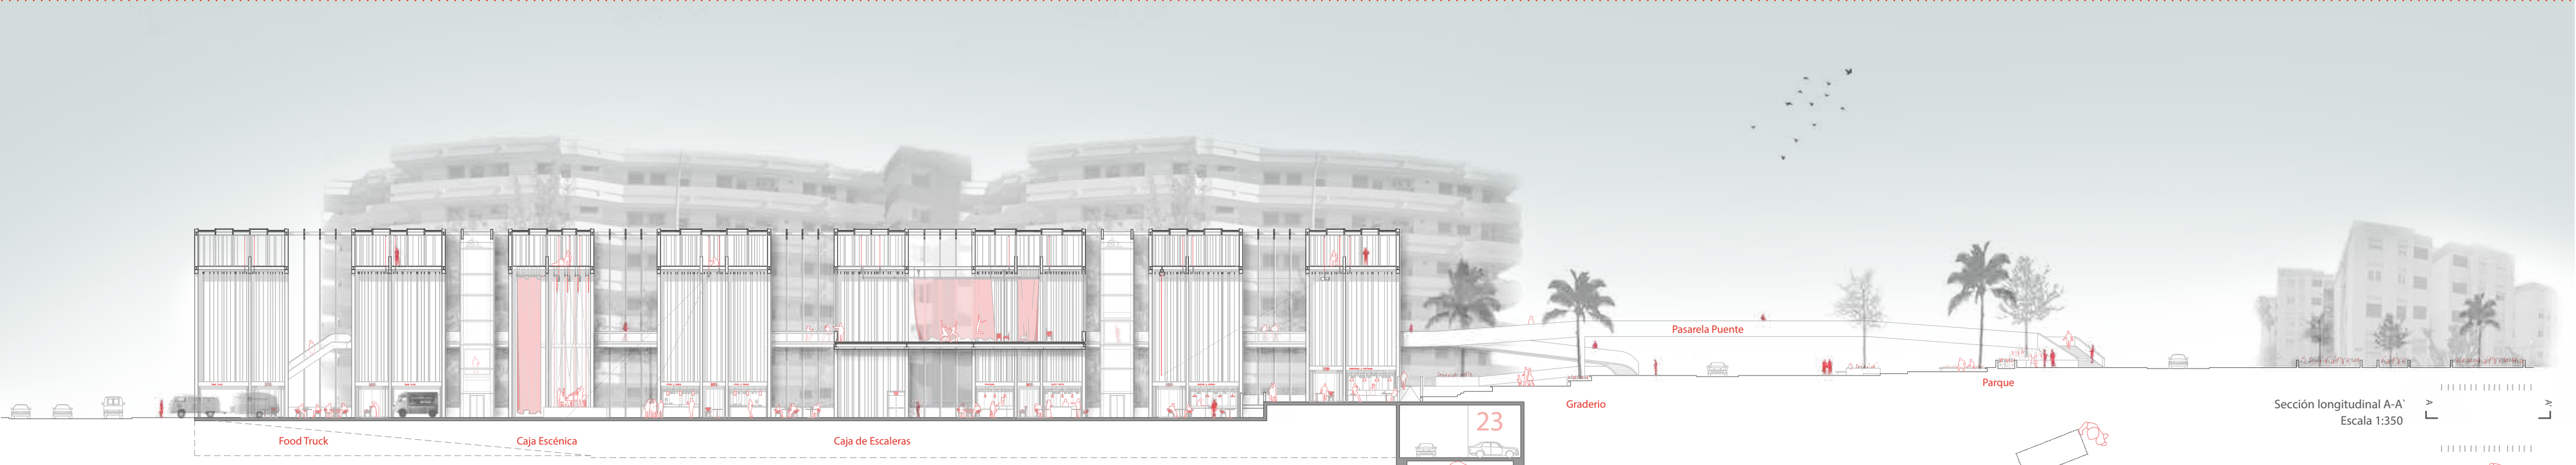 Pasarela Puente
Parque
Graderio
23
Sección longitudinal A-A`
Escala 1:350
A
A'
Food Truck
Caja Escénica
Caja de Escaleras